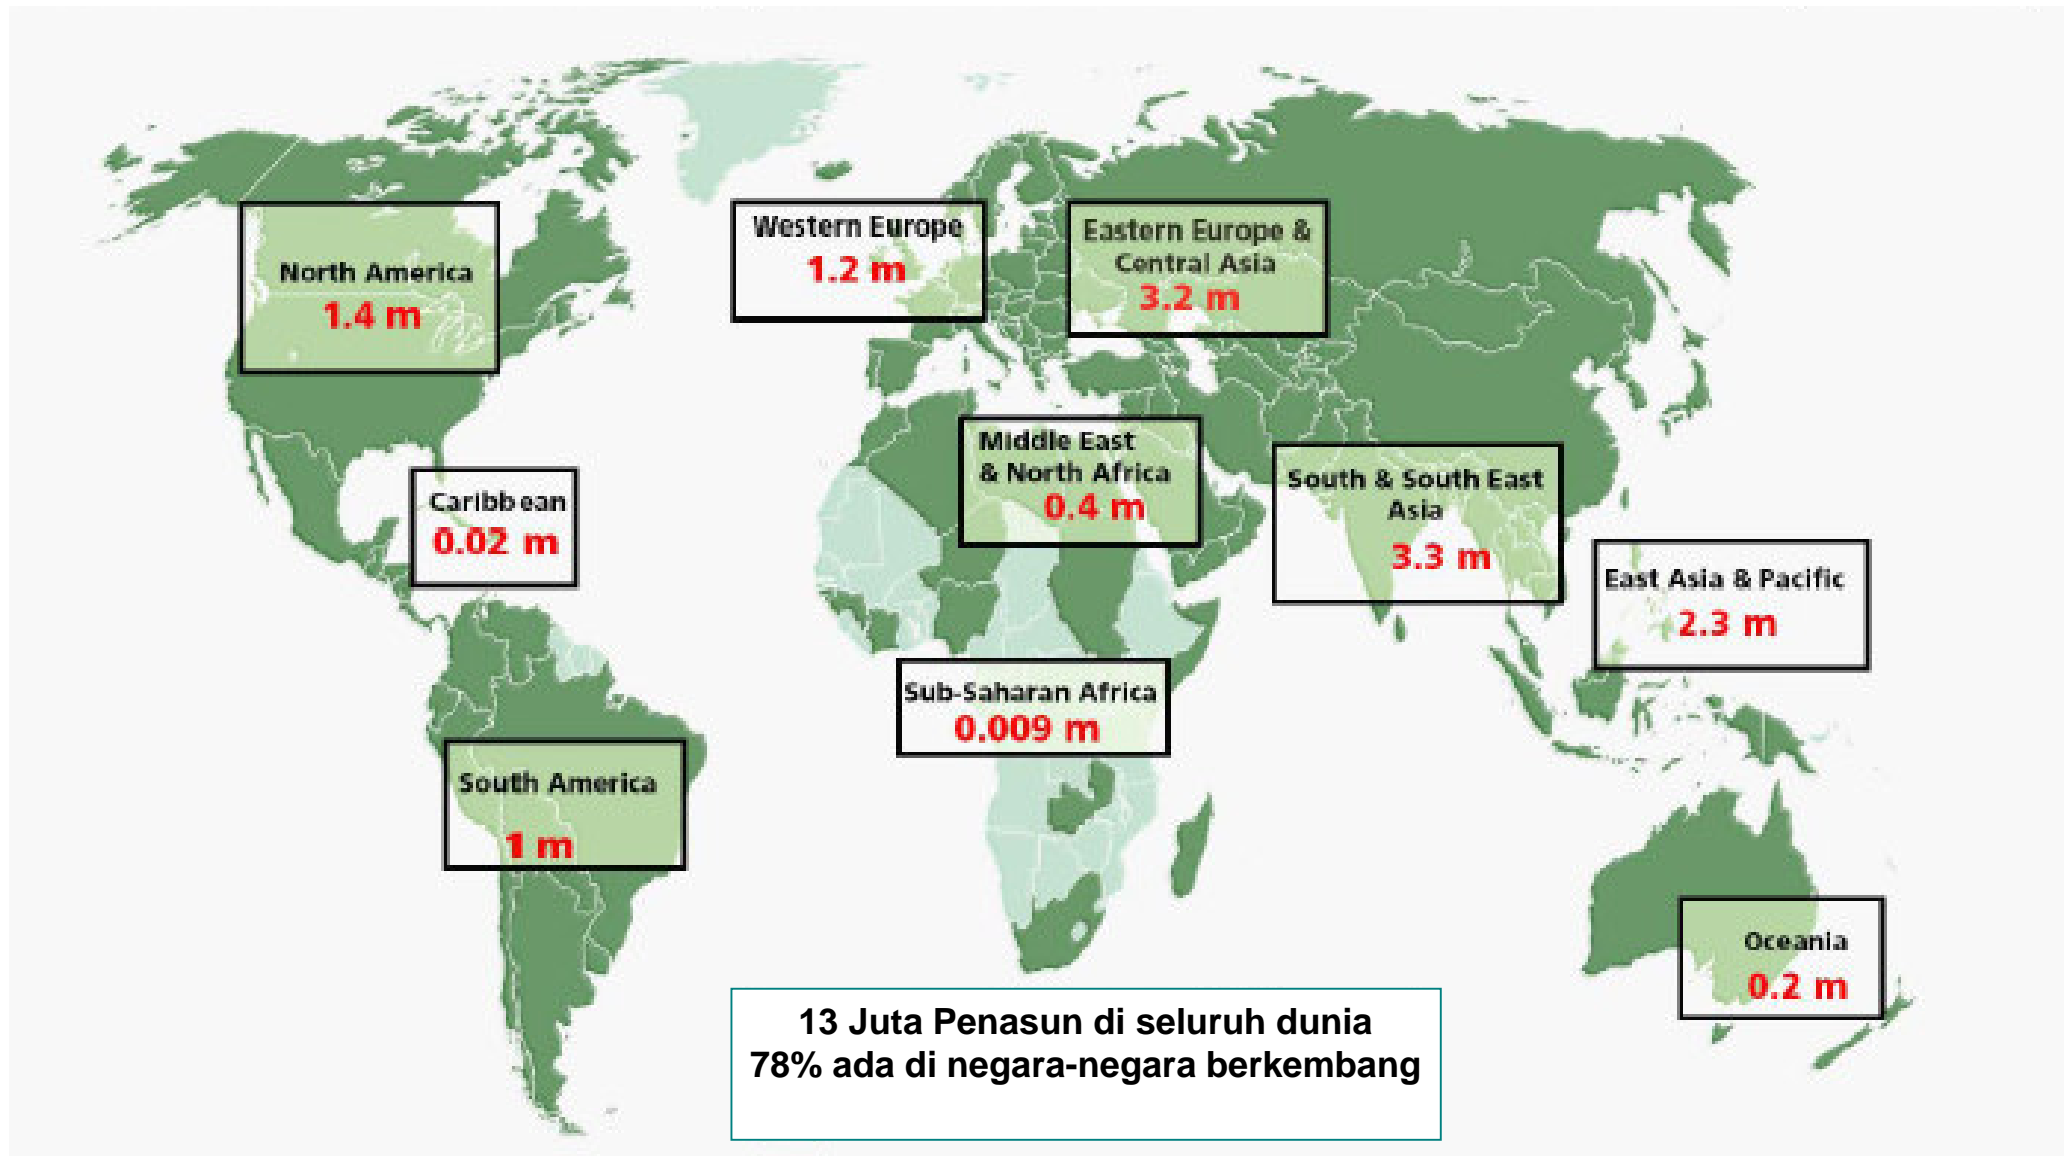 North America
1.4 m
Western Europe
1.2 m
Eastern Europe &
Central Asia
3.2 m
Middle East
& North Africa
0.4 m
Caribbean
0.02 m
South & South East
Asia
3.3 m
East Asia & Pacific
2.3 m
Sub-Saharan Africa
0.009 m
South America
1 m
Oceania
0.2 m
13 Juta Penasun di seluruh dunia
78% ada di negara-negara berkembang